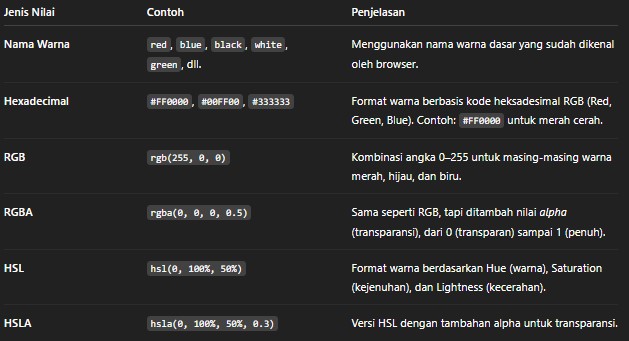 Jenis Nilai Contoh Penjelasan
Nama Warna red, blue, black, white, Menggunakan nama warna dasar yang sudah dikenal
green, dll. oleh browser.
Hexadecimal #FF0000, #00FF00, #333333 Format warna berbasis kode heksadesimal RGB (Red,
Green, Blue). Contoh: #FF0000 untuk merah cerah.
RGB rgb(255, 0, 0) Kombinasi angka 0–255 untuk masing-masing warna
merah, hijau, dan biru.
RGBA rgba(0, 0, 0, 0.5) Sama seperti RGB, tapi ditambah nilai alpha
(transparansi), dari 0 (transparan) sampai 1 (penuh).
HSL hsl(0, 100%, 50%) Format warna berdasarkan Hue (warna), Saturation
(kejenuhan), dan Lightness (kecerahan).
HSLA hsla(0, 100%, 50%, 0.3) Versi HSL dengan tambahan alpha untuk transparansi.